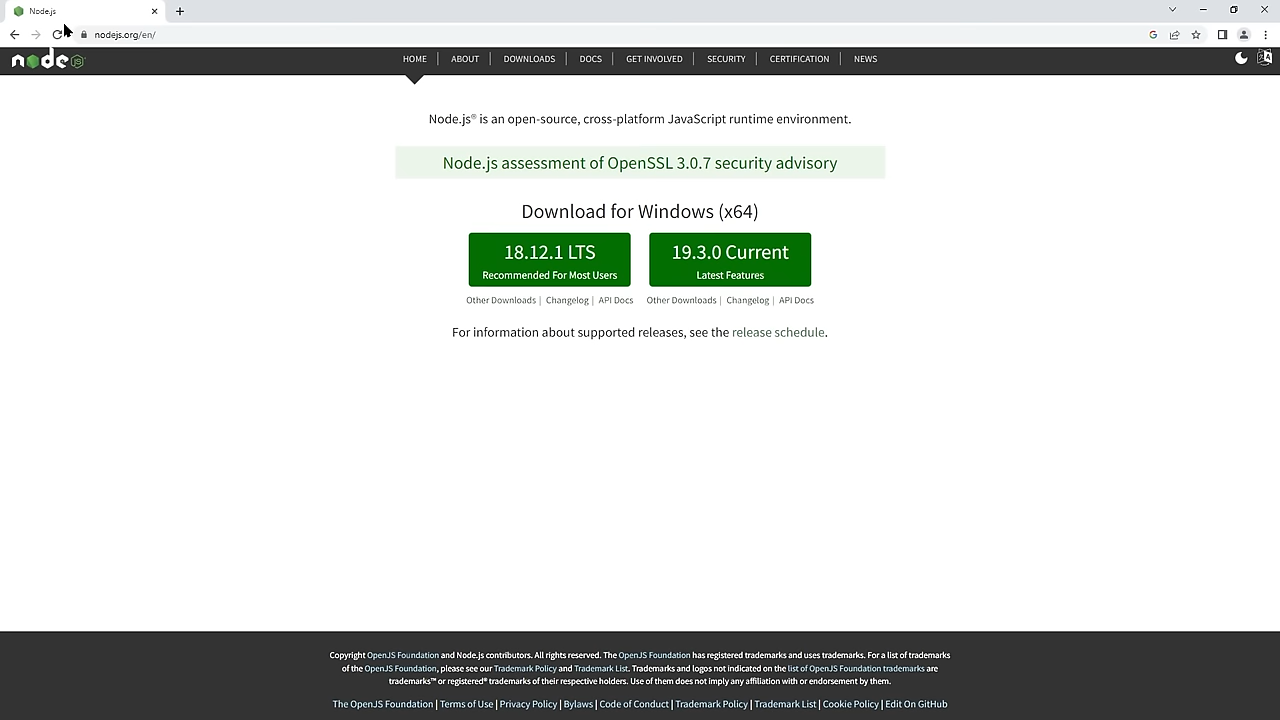 Node.js
nodejs.org/en/
node JS
HOME | ABOUT | DOWNLOADS | DOCS | GET INVOLVED | SECURITY | CERTIFICATION | NEWS
Node.js® is an open-source, cross-platform JavaScript runtime environment.
Node.js assessment of OpenSSL 3.0.7 security advisory
Download for Windows (x64)
18.12.1 LTS
Recommended For Most Users
19.3.0 Current
Latest Features
Other Downloads | Changelog | API Docs
Other Downloads | Changelog | API Docs
For information about supported releases, see the release schedule.
Copyright OpenJS Foundation and Node.js contributors. All rights reserved. The OpenJS Foundation has registered trademarks and uses trademarks. For a list of trademarks
of the OpenJS Foundation, please see our Trademark Policy and Trademark List. Trademarks and logos not indicated on the list of OpenJS Foundation trademarks are
trademarks™ or registered® trademarks of their respective holders. Use of them does not imply any affiliation with or endorsement by them.
The OpenJS Foundation | Terms of Use | Privacy Policy | Bylaws | Code of Conduct | Trademark Policy | Trademark List | Cookie Policy | Edit On GitHub